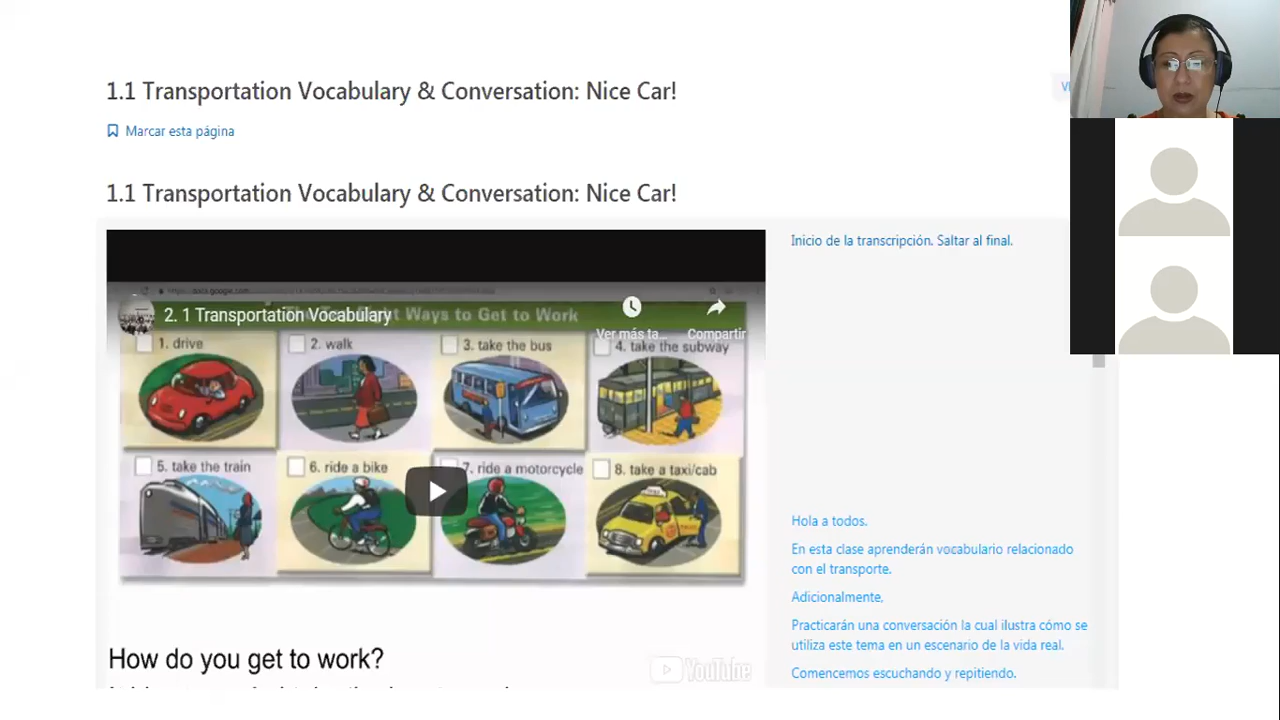 1.1 Transportation Vocabulary & Conversation: Nice Car!
Marcar esta página
1.1 Transportation Vocabulary & Conversation: Nice Car!
2. 1 Transportation Vocabulary
Ways to Get to Work
Ver más ta...
Compartir
1. drive
2. walk
3. take the bus
4. take the subway
5. take the train
6. ride a bike
7. ride a motorcycle
8. take a taxi/cab
TAXI
YouTube
How do you get to work?
Inicio de la transcripción. Saltar al final.
Hola a todos.
En esta clase aprenderán vocabulario relacionado
con el transporte.
Adicionalmente,
Practicarán una conversación la cual ilustra cómo se
utiliza este tema en un escenario de la vida real.
Comencemos escuchando y repitiendo.